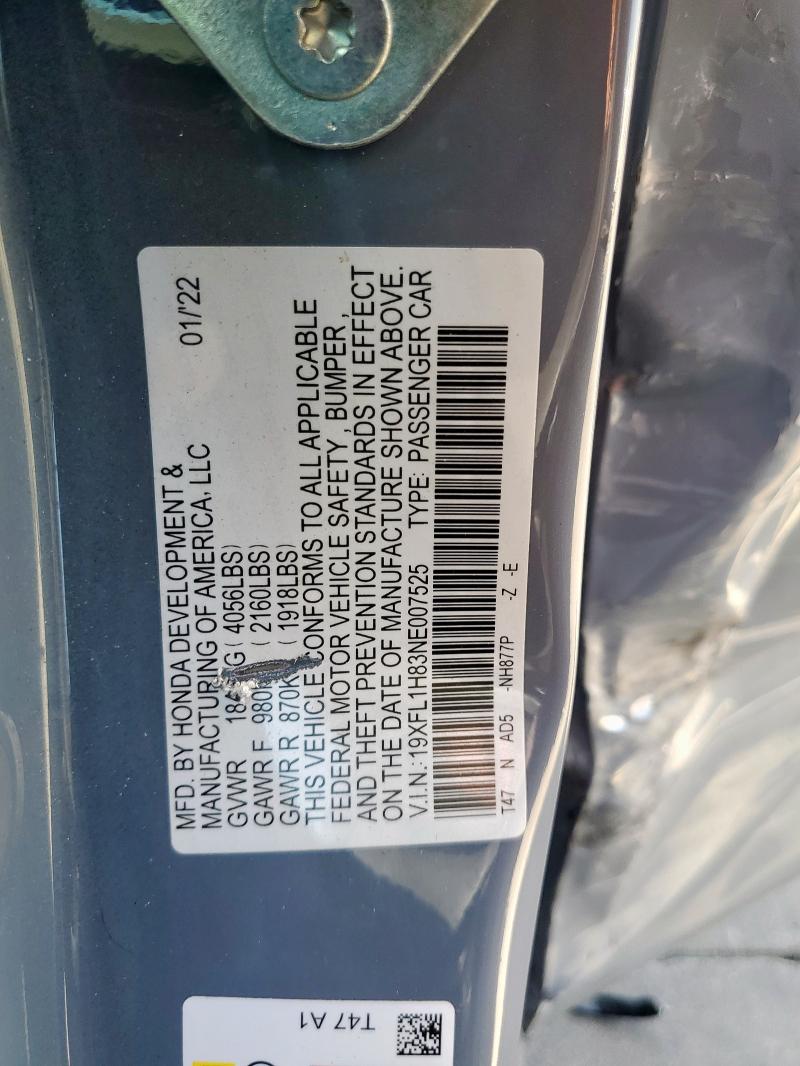 MFD. BY HONDA DEVELOPMENT &
MANUFACTURING OF AMERICA, LLC 01/'22
GVWR (4056LBS)
GAWR F 980 (2160LBS)
GAWR R 870K (1918LBS)
THIS VEHICLE CONFORMS TO ALL APPLICABLE
FEDERAL MOTOR VEHICLE SAFETY , BUMPER ,
AND THEFT PREVENTION STANDARDS IN EFFECT
ON THE DATE OF MANUFACTURE SHOWN ABOVE.
V.I.N.: 19XFL1H83NE007525 TYPE: PASSENGER CAR
T47 N AD5 -NH877P -Z -E
T47 A1